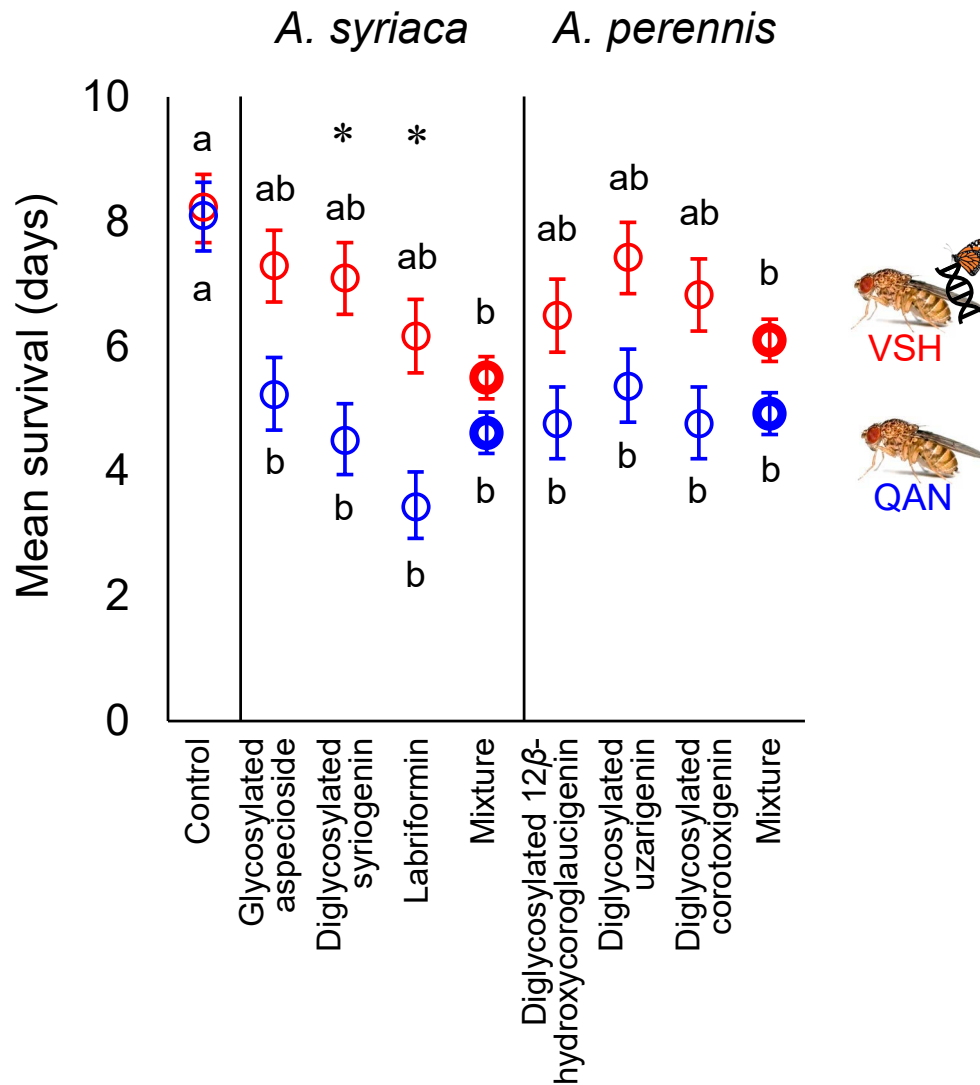 A. syriaca
A. perennis
Mean survival (days)
10
8
6
4
2
0
a
a
ab
b
*
ab
b
*
ab
b
b
b
ab
b
ab
b
ab
b
b
b
VSH
QAN
Control
Glycosylated
aspecioside
Diglycosylated
syriogenin
Labriformin
Mixture
Diglycosylated 12β-
hydroxycoroglaucigenin
Diglycosylated
uzarigenin
Diglycosylated
corotoxigenin
Mixture